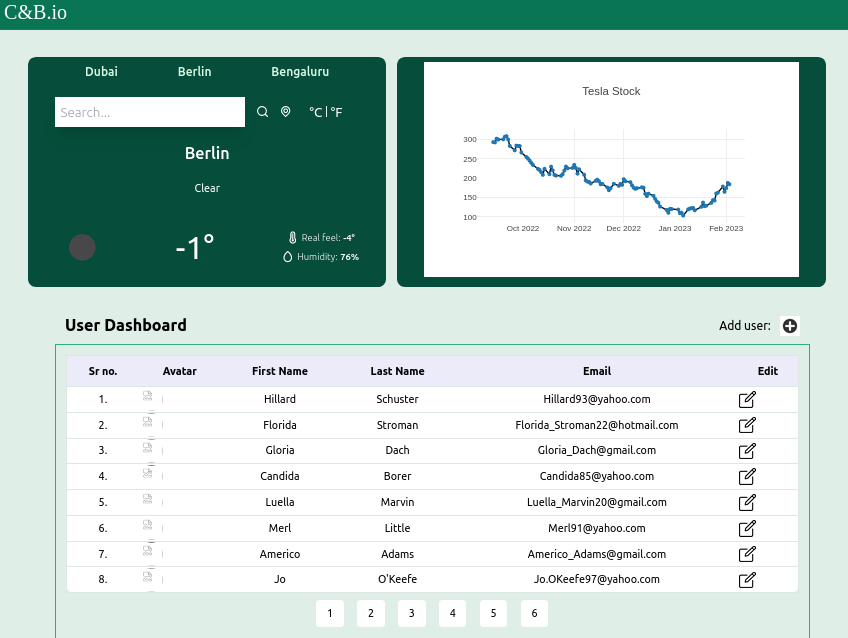 C&B.io
Dubai Berlin Bengaluru
Search... °C | °F
Berlin
Clear
-1°
Real feel: -4°
Humidity: 76%
Tesla Stock
300
250
200
150
100
Oct 2022 Nov 2022 Dec 2022 Jan 2023 Feb 2023
User Dashboard Add user:
Sr no. Avatar First Name Last Name Email Edit
1. Hillard Schuster Hillard93@yahoo.com
2. Florida Stroman Florida_Stroman22@hotmail.com
3. Gloria Dach Gloria_Dach@gmail.com
4. Candida Borer Candida85@yahoo.com
5. Luella Marvin Luella_Marvin20@gmail.com
6. Merl Little Merl91@yahoo.com
7. Americo Adams Americo_Adams@gmail.com
8. Jo O'Keefe Jo.OKeefe97@yahoo.com
1 2 3 4 5 6